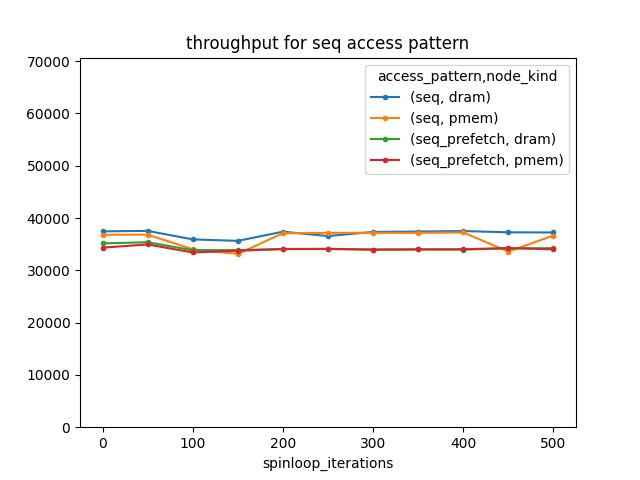 throughput for seq access pattern
access_pattern,node_kind
(seq, dram)
(seq, pmem)
(seq_prefetch, dram)
(seq_prefetch, pmem)
70000
60000
50000
40000
30000
20000
10000
0
0 100 200 300 400 500
spinloop_iterations